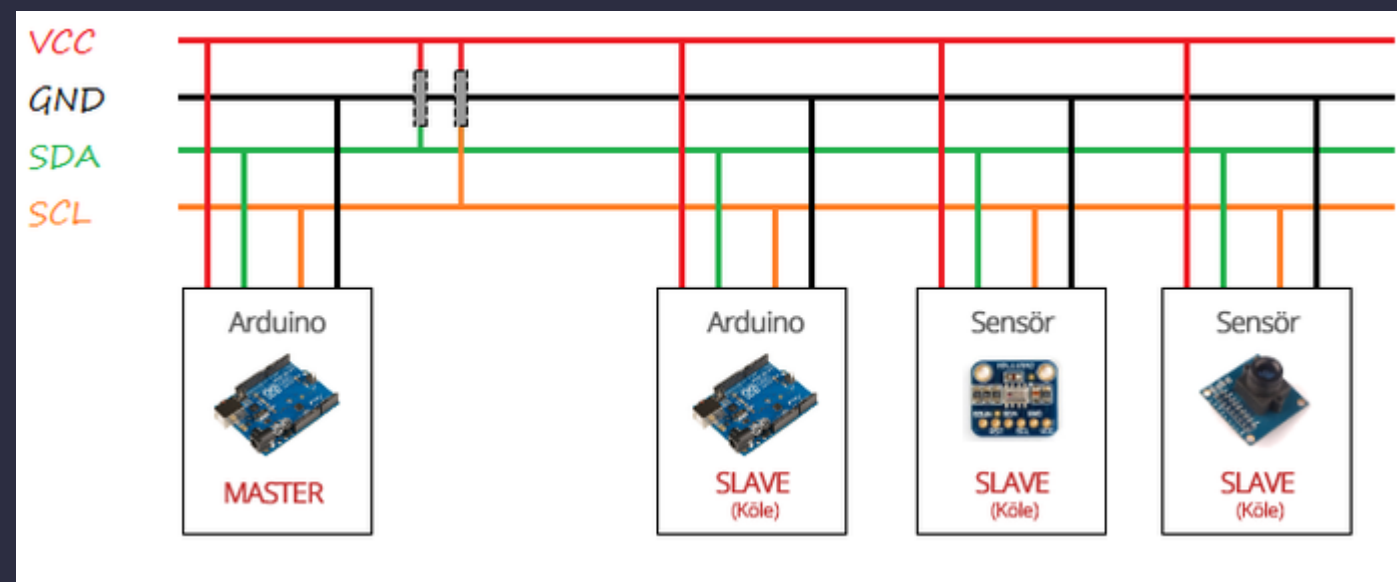 VCC
GND
SDA
SCL
Arduino
MASTER
Arduino
SLAVE
(Köle)
Sensör
SLAVE
(Köle)
Sensör
SLAVE
(Köle)